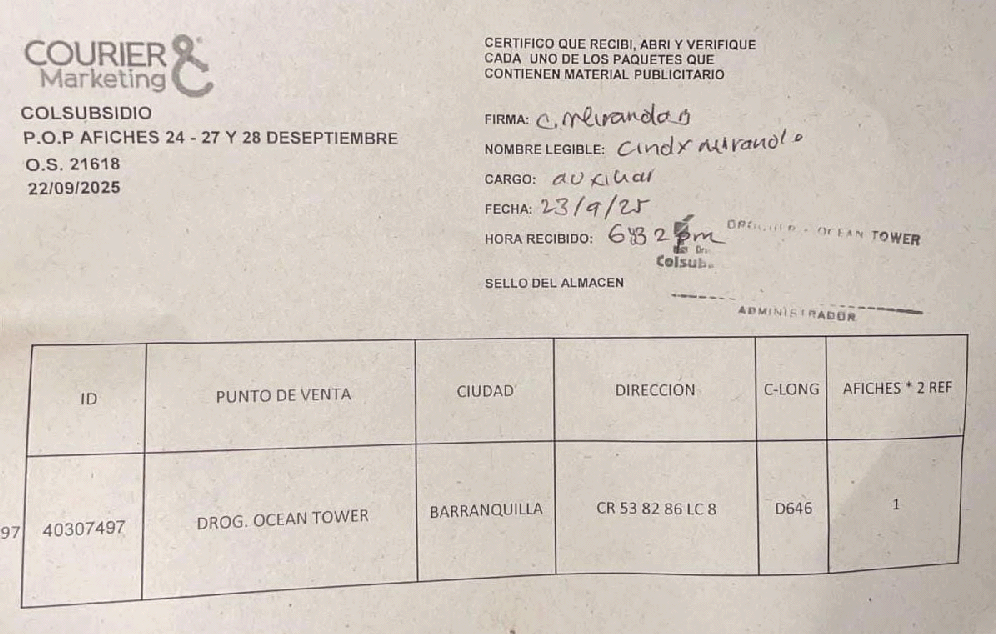 COURIER &
Marketing
COLSUBSIDIO
P.O.P AFICHES 24 - 27 Y 28 DESEPTIEMBRE
O.S. 21618
22/09/2025
CERTIFICO QUE RECIBI, ABRI Y VERIFIQUE
CADA UNO DE LOS PAQUETES QUE
CONTIENEN MATERIAL PUBLICITARIO
FIRMA: C. Miranda
NOMBRE LEGIBLE: Cindy Miranda
CARGO: auxiliar
FECHA: 23/9/25
HORA RECIBIDO: pm
OCEAN TOWER
Colsub.
SELLO DEL ALMACEN
ADMINISTRADOR
ID PUNTO DE VENTA CIUDAD DIRECCION C-LONG AFICHES * 2 REF
97 40307497 DROG. OCEAN TOWER BARRANQUILLA CR 53 82 86 LC 8 D646 1